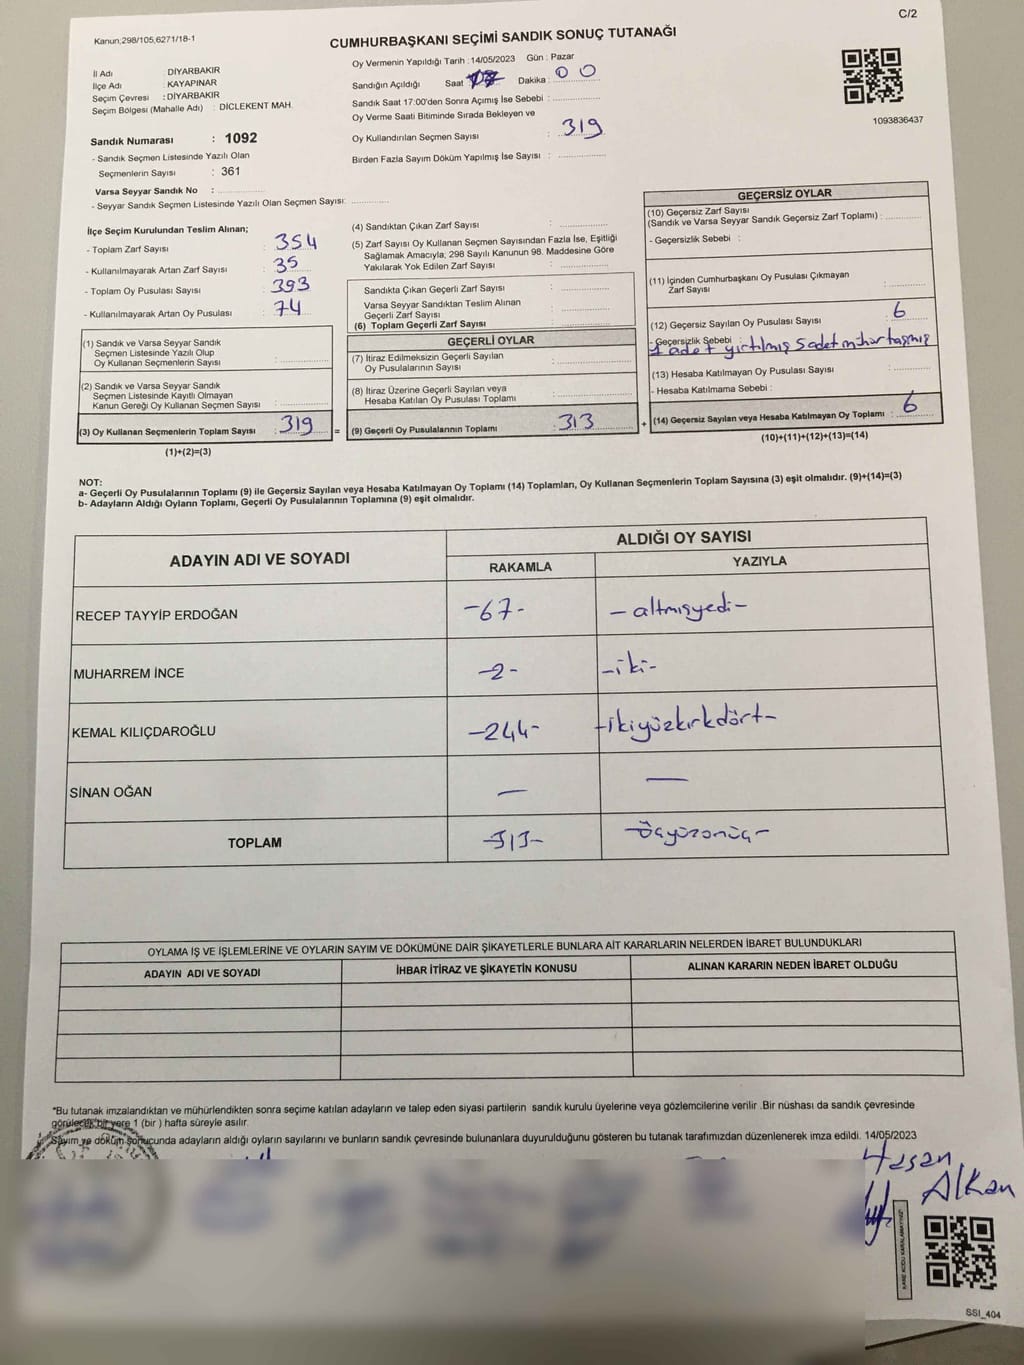 C/2
Kanun,298/105,6271/18-1
CUMHURBAŞKANI SEÇİMİ SANDIK SONUÇ TUTANAĞI
İl Adı : DİYARBAKIR
İlçe Adı : KAYAPINAR
Seçim Çevresi : DİYARBAKIR
Seçim Bölgesi (Mahalle Adı) : DİCLEKENT MAH.
Sandık Numarası : 1092
- Sandık Seçmen Listesinde Yazılı Olan
Seçmenlerin Sayısı : 361
Varsa Seyyar Sandık No :
- Seyyar Sandık Seçmen Listesinde Yazılı Olan Seçmen Sayısı:
Oy Vermenin Yapıldığı Tarih :14/05/2023 Gün : Pazar
Sandığın Açıldığı Saat Dakika : 00
Sandık Saat 17:00'den Sonra Açımış İse Sebebi :
Oy Verme Saati Bitiminde Sırada Bekleyen ve
Oy Kullandırılan Seçmen Sayısı : 319
Birden Fazla Sayım Döküm Yapılmış İse Sayısı :
1093836437
İlçe Seçim Kurulundan Teslim Alınan;
- Toplam Zarf Sayısı : 354
- Kullanılmayarak Artan Zarf Sayısı : 35
- Toplam Oy Pusulası Sayısı : 393
- Kullanılmayarak Artan Oy Pusulası : 74
(1) Sandık ve Varsa Seyyar Sandık
Seçmen Listesinde Yazılı Olup
Oy Kullanan Seçmenlerin Sayısı :
(2) Sandık ve Varsa Seyyar Sandık
Seçmen Listesinde Kayıtlı Olmayan
Kanun Gereği Oy Kullanan Seçmen Sayısı :
(3) Oy Kullanan Seçmenlerin Toplam Sayısı : 319 =
(1)+(2)=(3)
(4) Sandıktan Çıkan Zarf Sayısı :
(5) Zarf Sayısı Oy Kullanan Seçmen Sayısından Fazla İse, Eşitliği
Sağlamak Amacıyla; 298 Sayılı Kanunun 98. Maddesine Göre
Yakılarak Yok Edilen Zarf Sayısı :
Sandıkta Çıkan Geçerli Zarf Sayısı :
Varsa Seyyar Sandıktan Teslim Alınan
Geçerli Zarf Sayısı :
(6) Toplam Geçerli Zarf Sayısı :
GEÇERLİ OYLAR
(7) İtiraz Edilmeksizin Geçerli Sayılan
Oy Pusulalarının Sayısı :
(8) İtiraz Üzerine Geçerli Sayılan veya
Hesaba Katılan Oy Pusulası Toplamı :
(9) Geçerli Oy Pusulalarının Toplamı : 313 +
GEÇERSİZ OYLAR
(10) Geçersiz Zarf Sayısı
(Sandık ve Varsa Seyyar Sandık Geçersiz Zarf Toplamı) :
- Geçersizlik Sebebi :
(11) İçinden Cumhurbaşkanı Oy Pusulası Çıkmayan
Zarf Sayısı :
(12) Geçersiz Sayılan Oy Pusulası Sayısı : 6
- Geçersizlik Sebebi :
1 adet yırtılmış 5 adet mühür taşmış
(13) Hesaba Katılmayan Oy Pusulası Sayısı :
- Hesaba Katılmama Sebebi :
(14) Geçersiz Sayılan veya Hesaba Katılmayan Oy Toplamı : 6
(10)+(11)+(12)+(13)=(14)
NOT:
a- Geçerli Oy Pusulalarının Toplamı (9) ile Geçersiz Sayılan veya Hesaba Katılmayan Oy Toplamı (14) Toplamları, Oy Kullanan Seçmenlerin Toplam Sayısına (3) eşit olmalıdır. (9)+(14)=(3)
b- Adayların Aldığı Oyların Toplamı, Geçerli Oy Pusulalarının Toplamına (9) eşit olmalıdır.
ADAYIN ADI VE SOYADI
ALDIĞI OY SAYISI
RAKAMLA YAZIYLA
RECEP TAYYİP ERDOĞAN -67- - altmışyedi-
MUHARREM İNCE -2- -iki-
KEMAL KILIÇDAROĞLU -244- -ikiyüzkırkdört-
SİNAN OĞAN — —
TOPLAM -313- -üçyüzonüç-
OYLAMA İŞ VE İŞLEMLERİNE VE OYLARIN SAYIM VE DÖKÜMÜNE DAİR ŞİKAYETLERLE BUNLARA AİT KARARLARIN NELERDEN İBARET BULUNDUKLARI
ADAYIN ADI VE SOYADI İHBAR İTİRAZ VE ŞİKAYETİN KONUSU ALINAN KARARIN NEDEN İBARET OLDUĞU
*Bu tutanak imzalandıktan ve mühürlendikten sonra seçime katılan adayların ve talep eden siyasi partilerin sandık kurulu üyelerine veya gözlemcilerine verilir .Bir nüshası da sandık çevresinde
görülecek bir yere 1 (bir ) hafta süreyle asılır.
Sayım ve döküm sonucunda adayların aldığı oyların sayılarını ve bunların sandık çevresinde bulunanlara duyurulduğunu gösteren bu tutanak tarafımızdan düzenlenerek imza edildi. 14/05/2023
Hasan
Alkan
KARE KODU KARALAMAYINIZ!
SSI_404